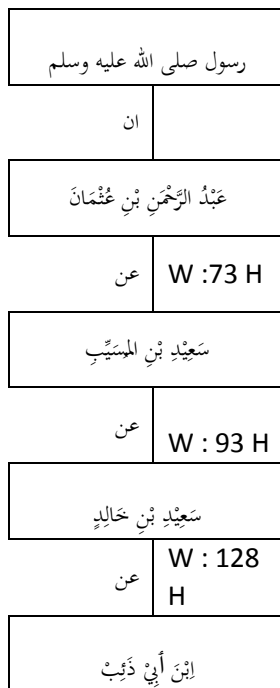 رسول صلى الله عليه وسلم
ان
عَبْدُ الرَّحْمَنِ بْنِ عُثْمَانَ
عن
W :73 H
سَعِيْدِ بْنِ المسَيِّبِ
عن
W : 93 H
سَعِيْدِ بْنِ خَالِدٍ
عن
W : 128
H
اِبْنَ أَبِيْ ذَئِبْ